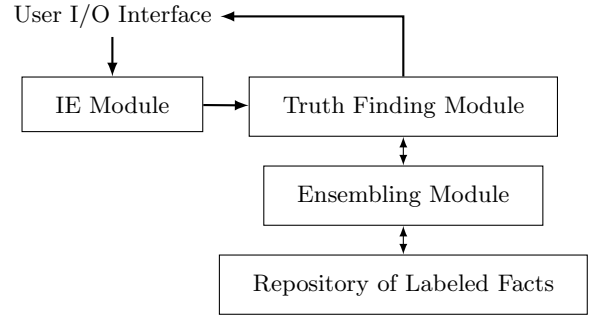 User I/O Interface
IE Module
Truth Finding Module
Ensembling Module
Repository of Labeled Facts